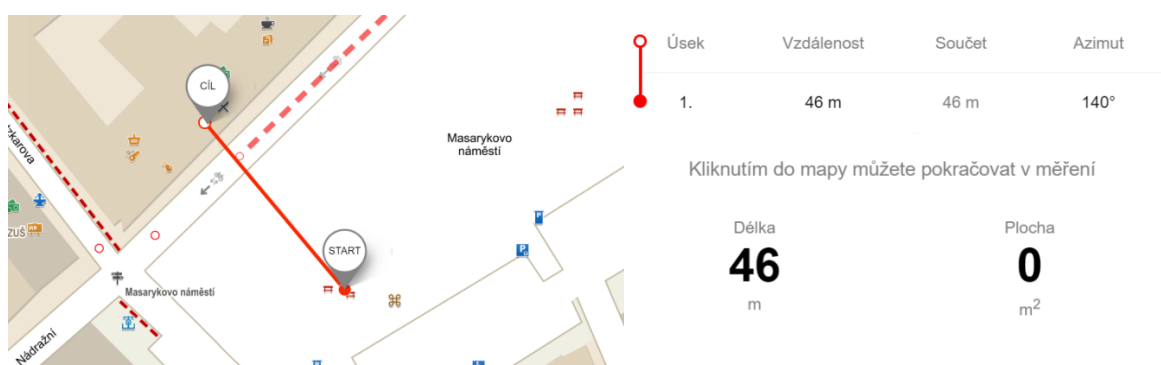 CÍL
Masarykovo
náměstí
START
zkarova
zuš
Masarykovo náměstí
Nádražní
P
P
Úsek Vzdálenost Součet Azimut
1. 46 m 46 m 140°
Kliknutím do mapy můžete pokračovat v měření
Délka Plocha
46 0
m m²